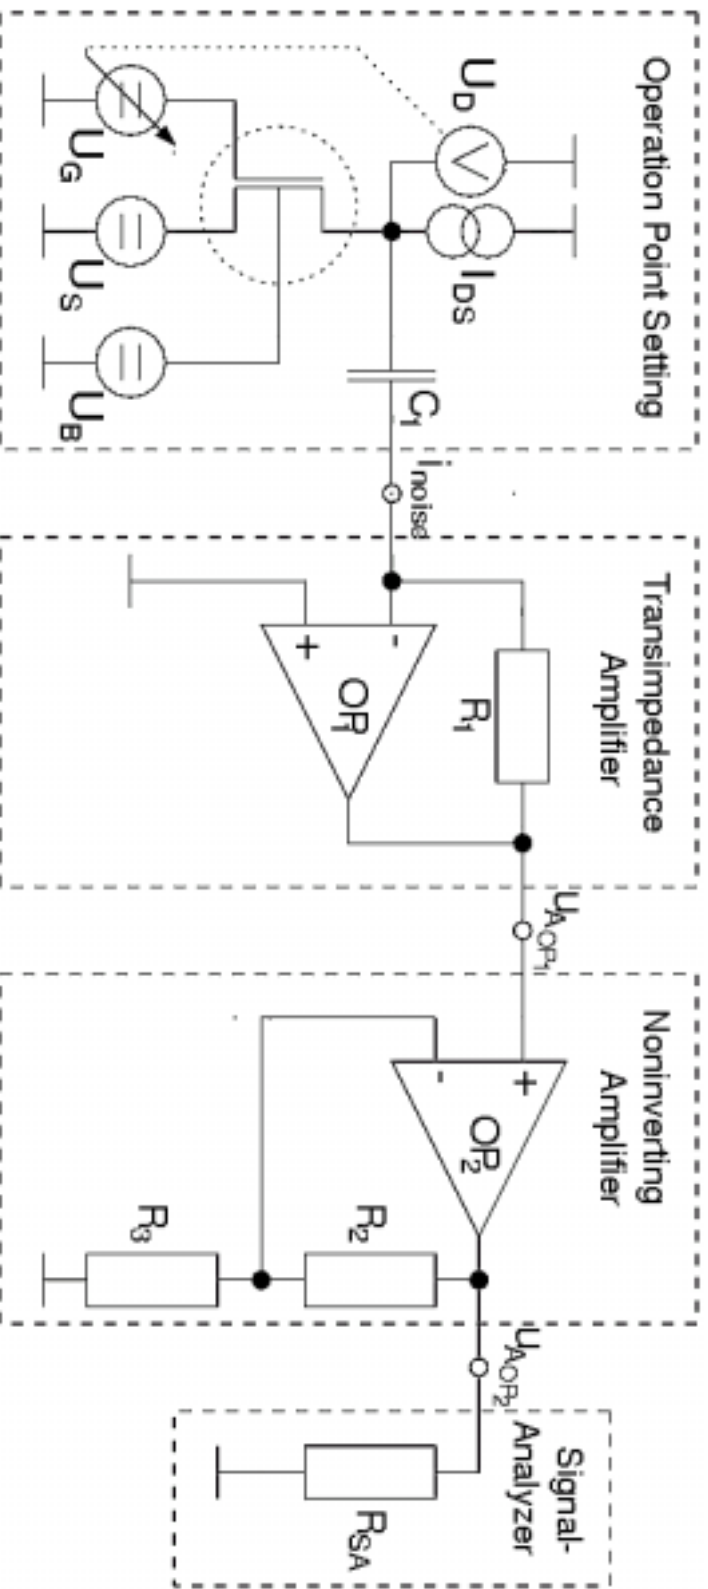 Operation Point Setting
U_D
I_DS
C_1
U_G
U_S
U_B
i_noise
Transimpedance
Amplifier
R_1
-
+
OP_1
u_AOP1
Noninverting
Amplifier
+
-
OP_2
R_2
R_3
u_AOP2
Signal-
Analyzer
R_SA
V